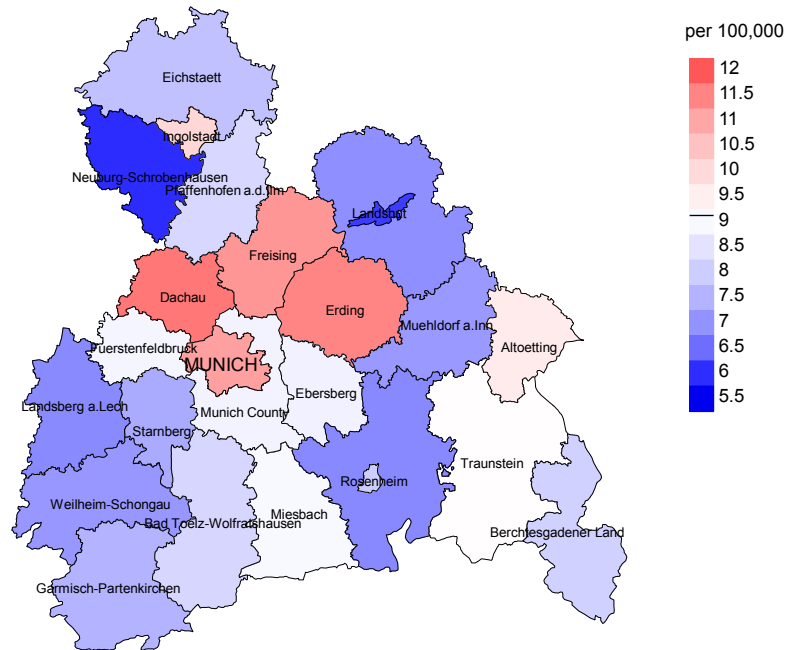 per 100,000
12
11.5
11
10.5
10
9.5
9
8.5
8
7.5
7
6.5
6
5.5
Eichstaett
Ingolstadt
Neuburg-Schrobenhausen
Pfaffenhofen a.d.Ilm
Landshut
Freising
Dachau
Erding
Muehldorf a.Inn
Altoetting
Fuerstenfeldbruck
MUNICH
Ebersberg
Landsberg a.Lech
Munich County
Starnberg
Traunstein
Rosenheim
Weilheim-Schongau
Miesbach
Bad Toelz-Wolfratshausen
Berchtesgadener Land
Garmisch-Partenkirchen